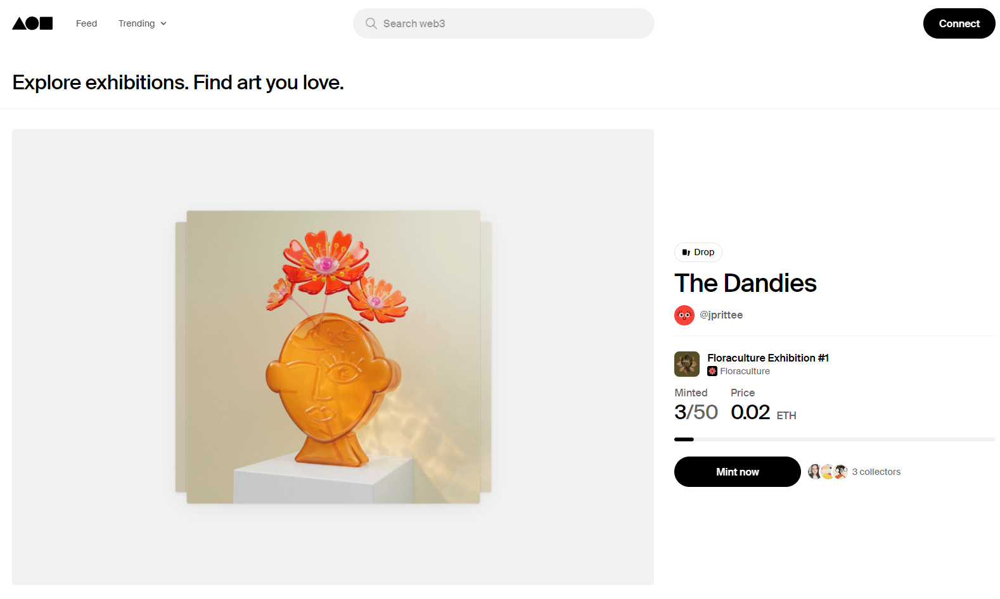 Feed
Trending
Search web3
Connect
Explore exhibitions. Find art you love.
Drop
The Dandies
@jprittee
Floraculture Exhibition #1
Floraculture
Minted Price
3/50 0.02 ETH
Mint now
3 collectors